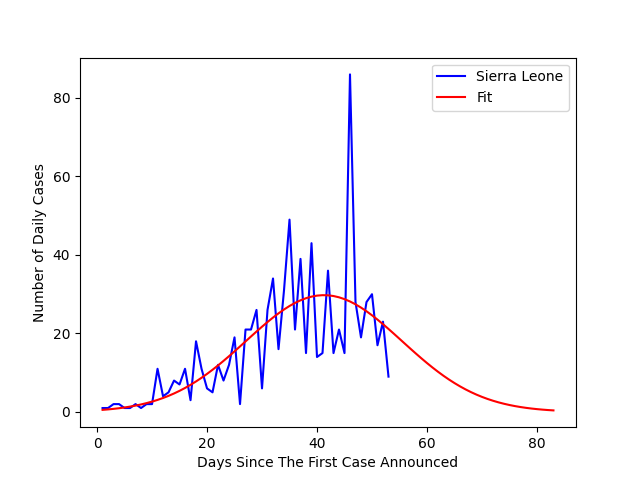 Sierra Leone
Fit
80
60
40
20
0
Number of Daily Cases
0 20 40 60 80
Days Since The First Case Announced